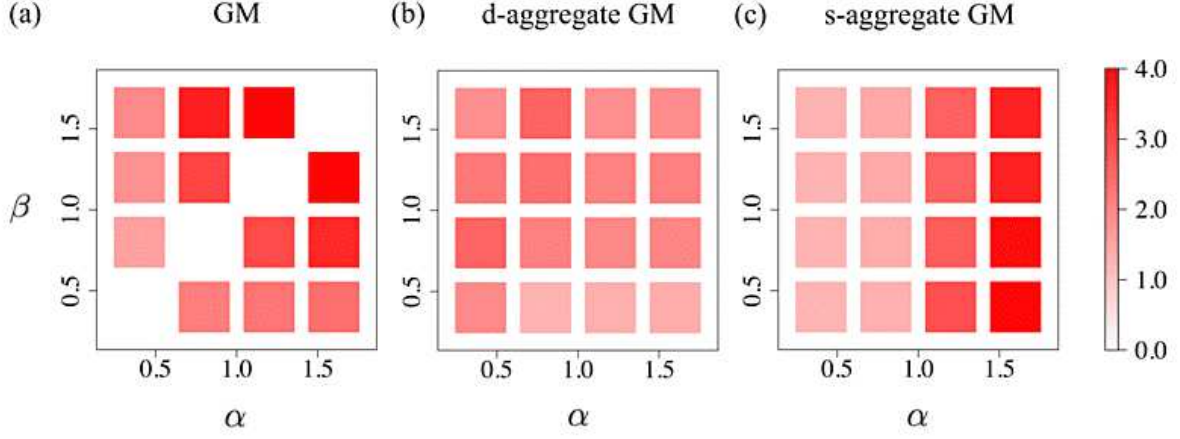 (a) GM (b) d-aggregate GM (c) s-aggregate GM
4.0
1.5 1.5 1.5
3.0
β 1.0 1.0 1.0 2.0
0.5 0.5 0.5 1.0
0.0
0.5 1.0 1.5 0.5 1.0 1.5 0.5 1.0 1.5
α α α